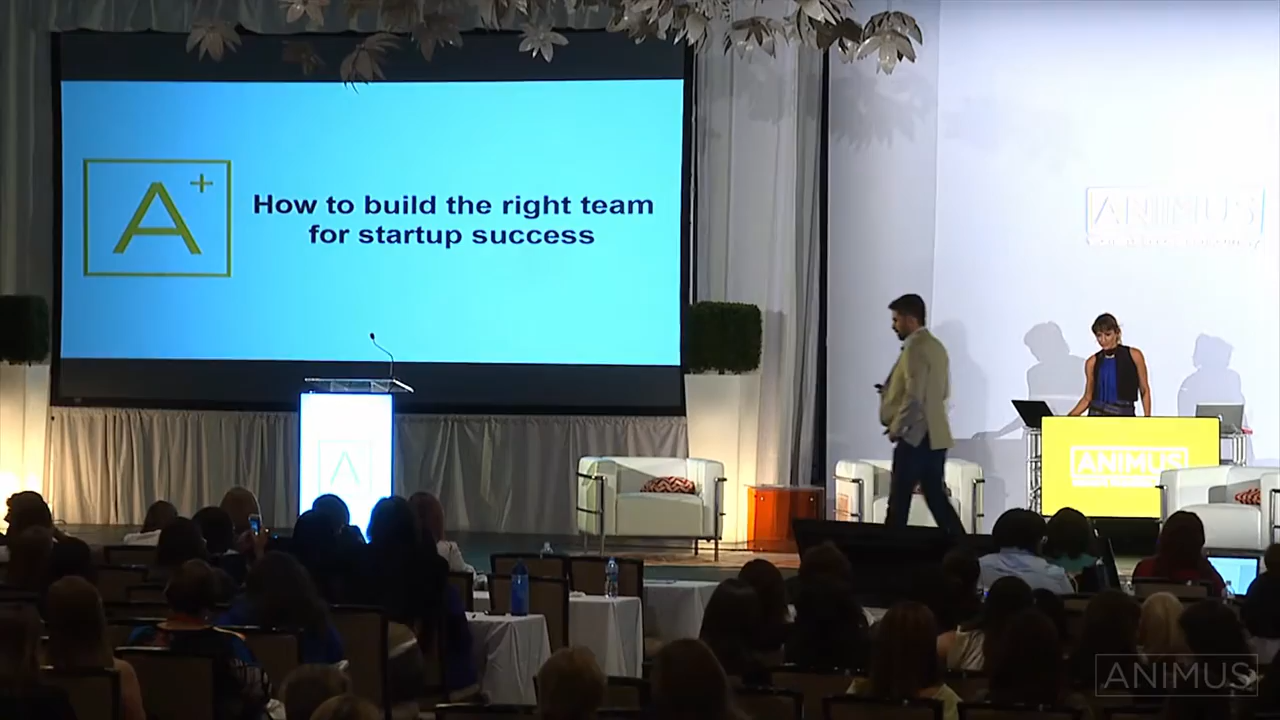 A+
How to build the right team
for startup success
ANIMUS
A
ANIMUS
ANIMUS